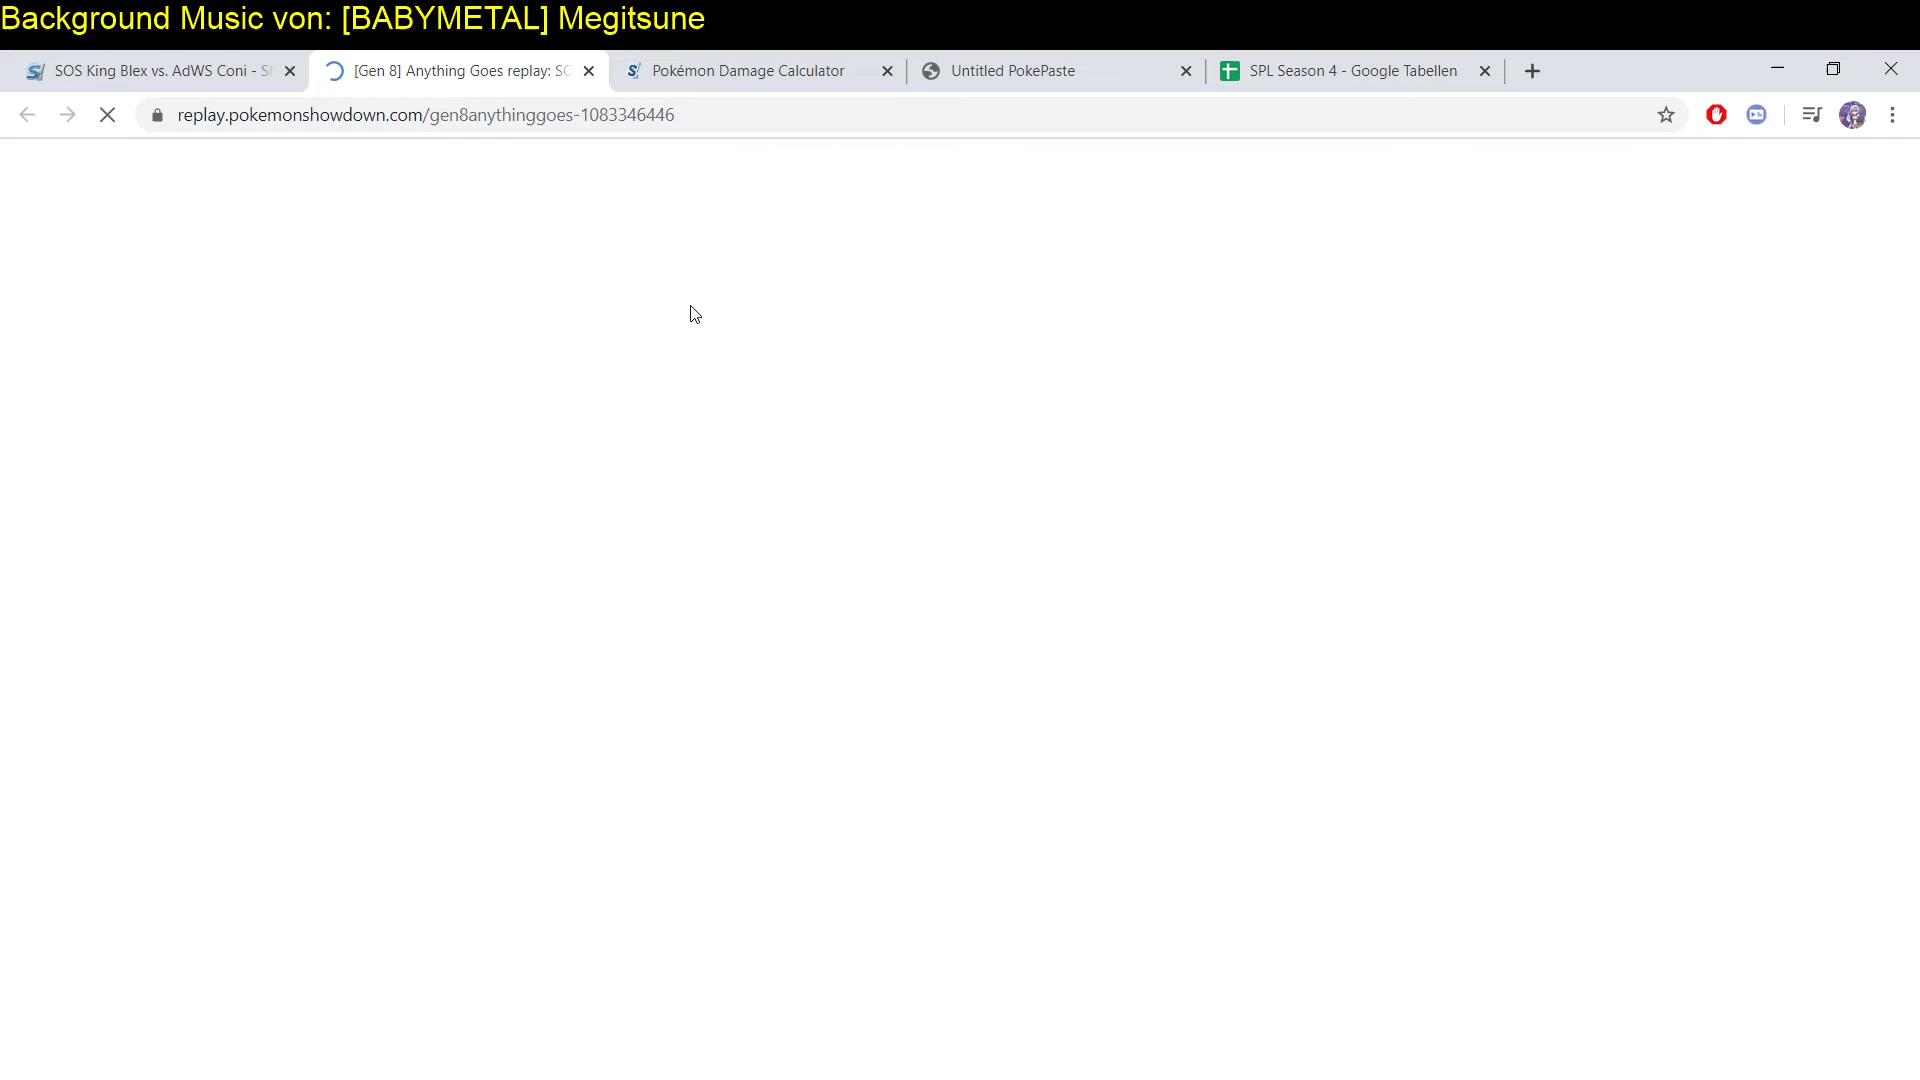 Background Music von: [BABYMETAL] Megitsune
SOS King Blex vs. AdWS Coni - S
[Gen 8] Anything Goes replay: SO
Pokémon Damage Calculator
Untitled PokePaste
SPL Season 4 - Google Tabellen
replay.pokemonshowdown.com/gen8anythinggoes-1083346446